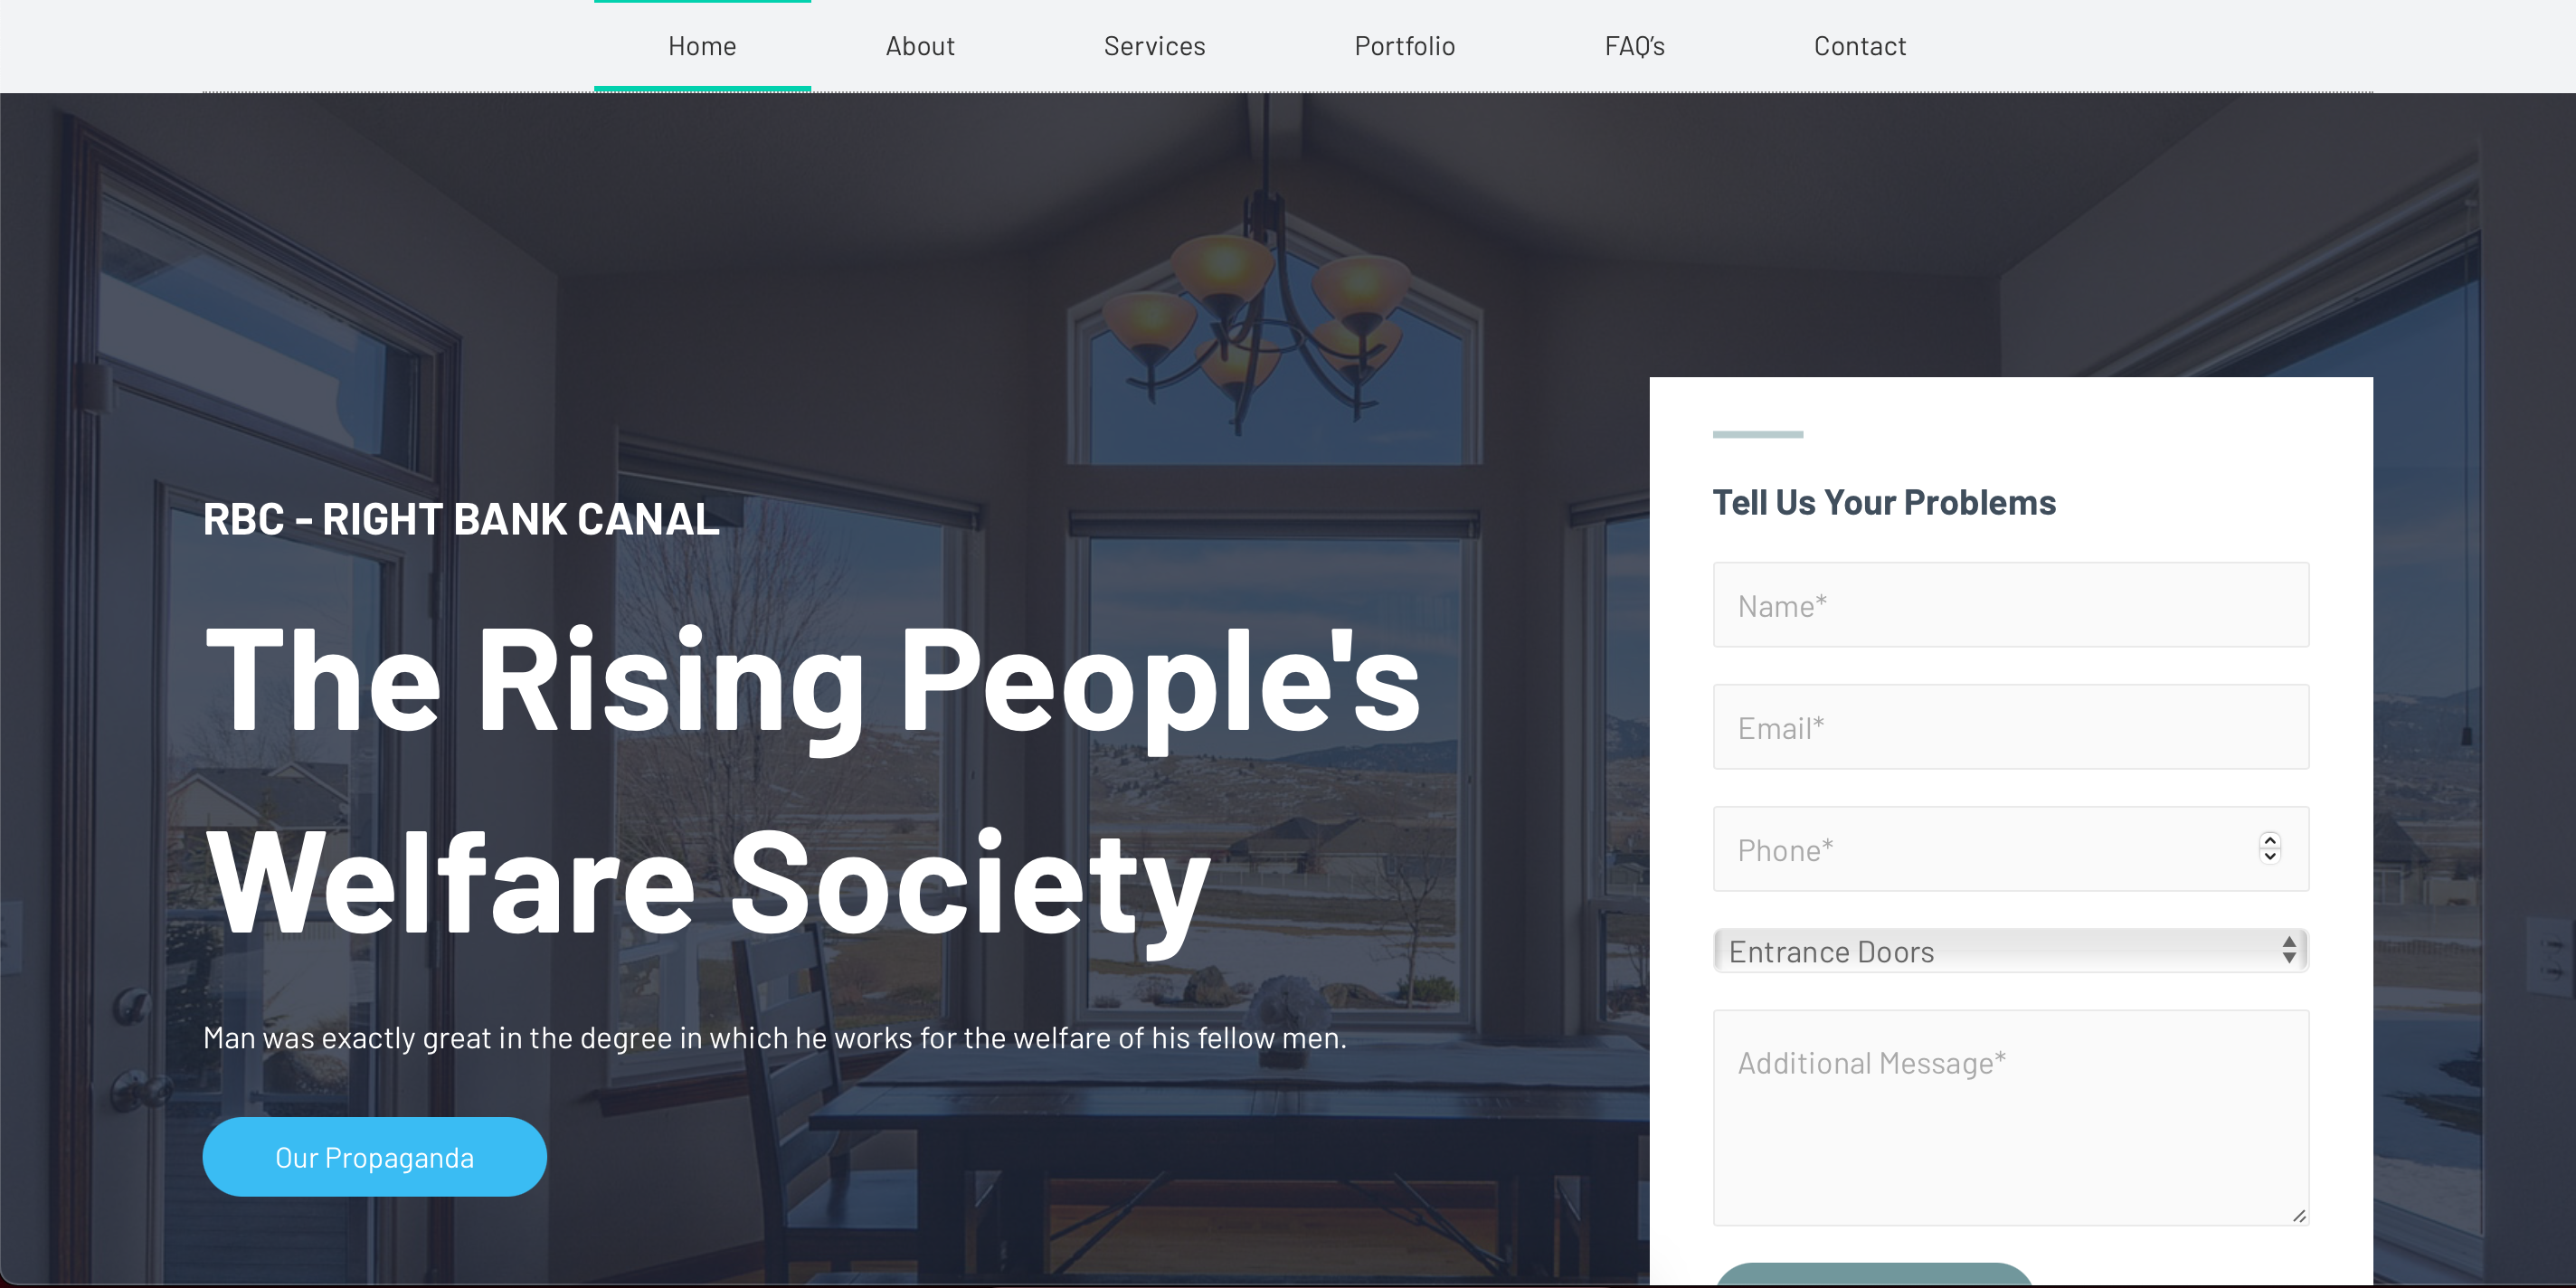 Home About Services Portfolio FAQ's Contact
RBC - RIGHT BANK CANAL
The Rising People's
Welfare Society
Man was exactly great in the degree in which he works for the welfare of his fellow men.
Our Propaganda
Tell Us Your Problems
Name*
Email*
Phone*
Entrance Doors
Additional Message*